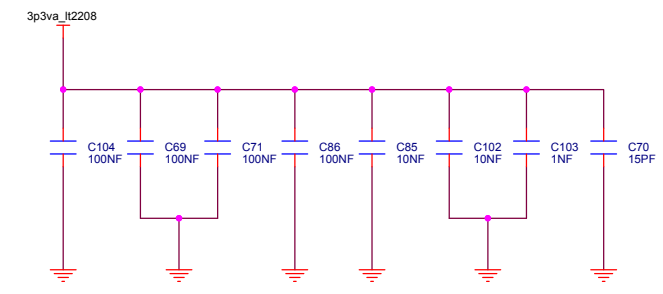 3p3va_lt2208
C104
100NF
C69
100NF
C71
100NF
C86
100NF
C85
10NF
C102
10NF
C103
1NF
C70
15PF